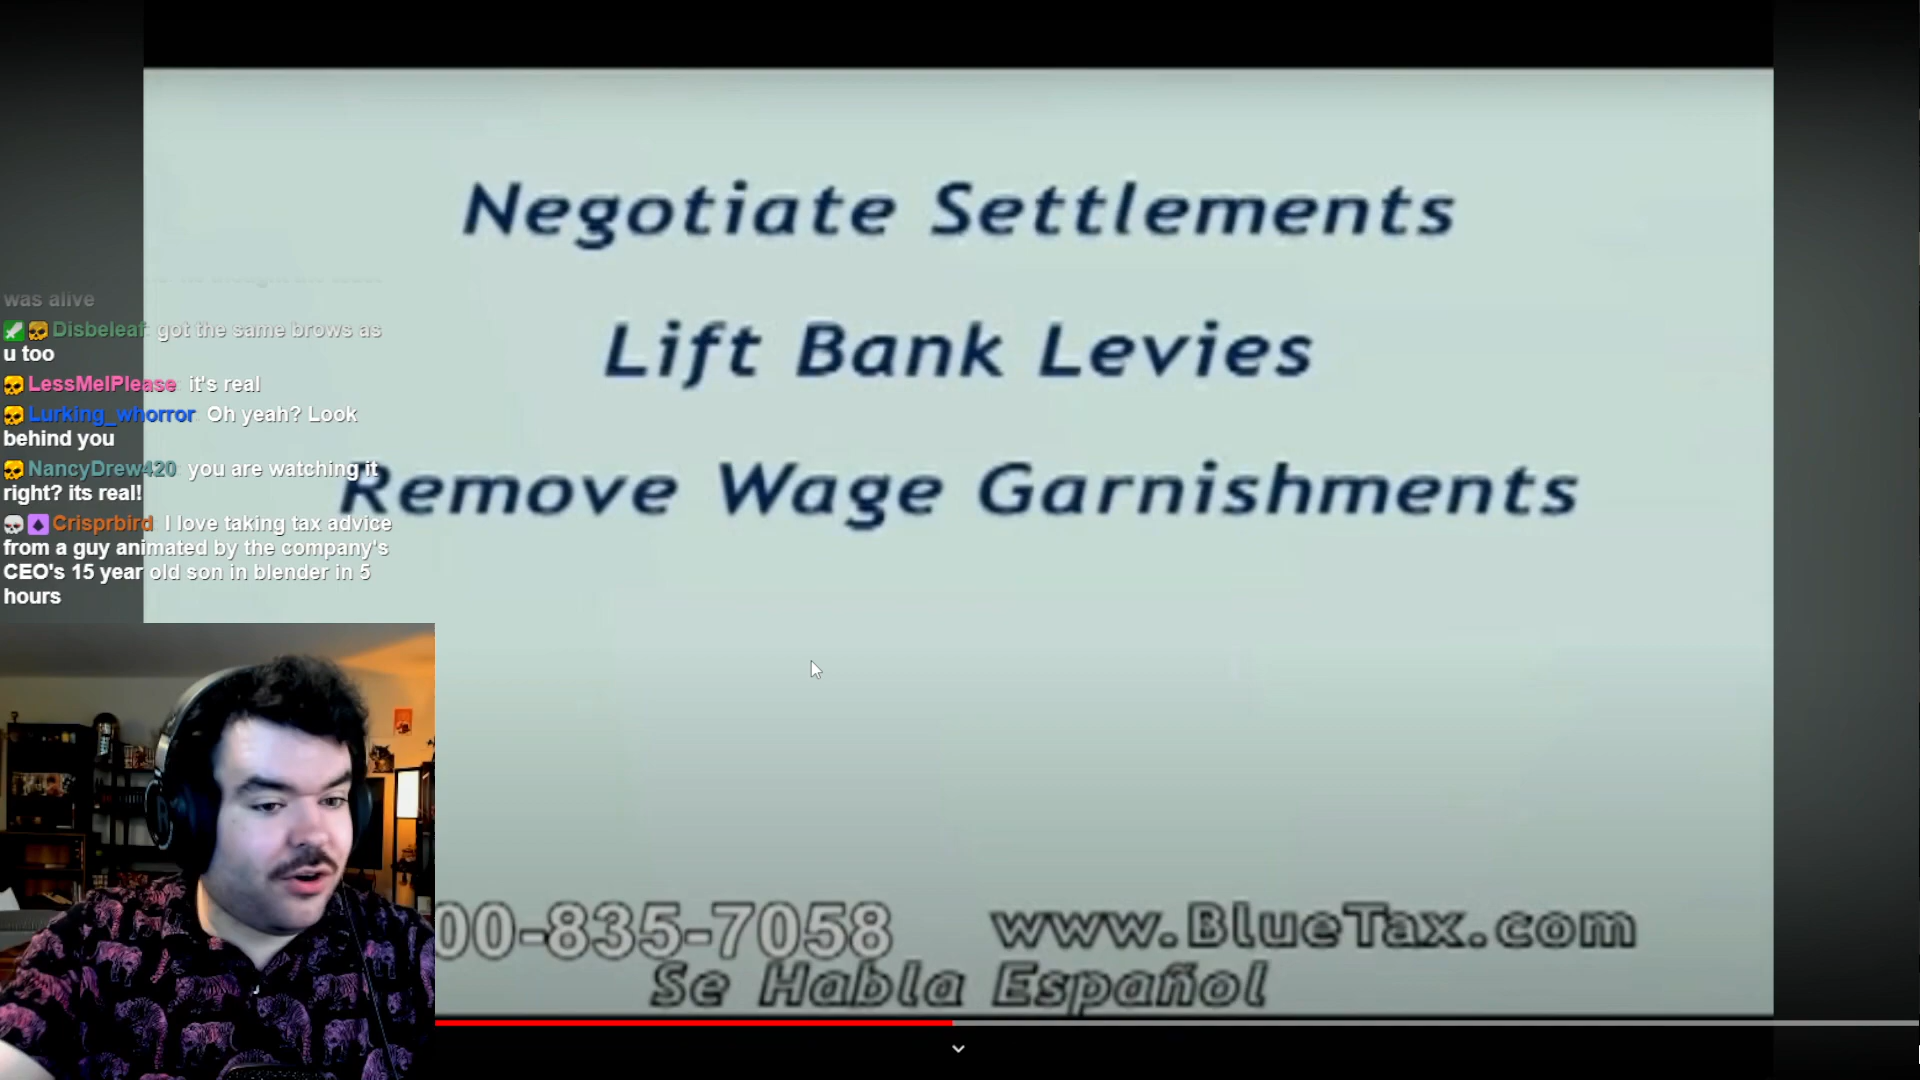 Negotiate Settlements
Lift Bank Levies
Remove Wage Garnishments
was alive
Disbeleaf: got the same brows as
u too
LessMelPlease it's real
Lurking_whorror Oh yeah? Look
behind you
NancyDrew420 you are watching it
right? its real!
Crisprbird I love taking tax advice
from a guy animated by the company's
CEO's 15 year old son in blender in 5
hours
00-835-7058 www.BlueTax.com
Se Habla Español